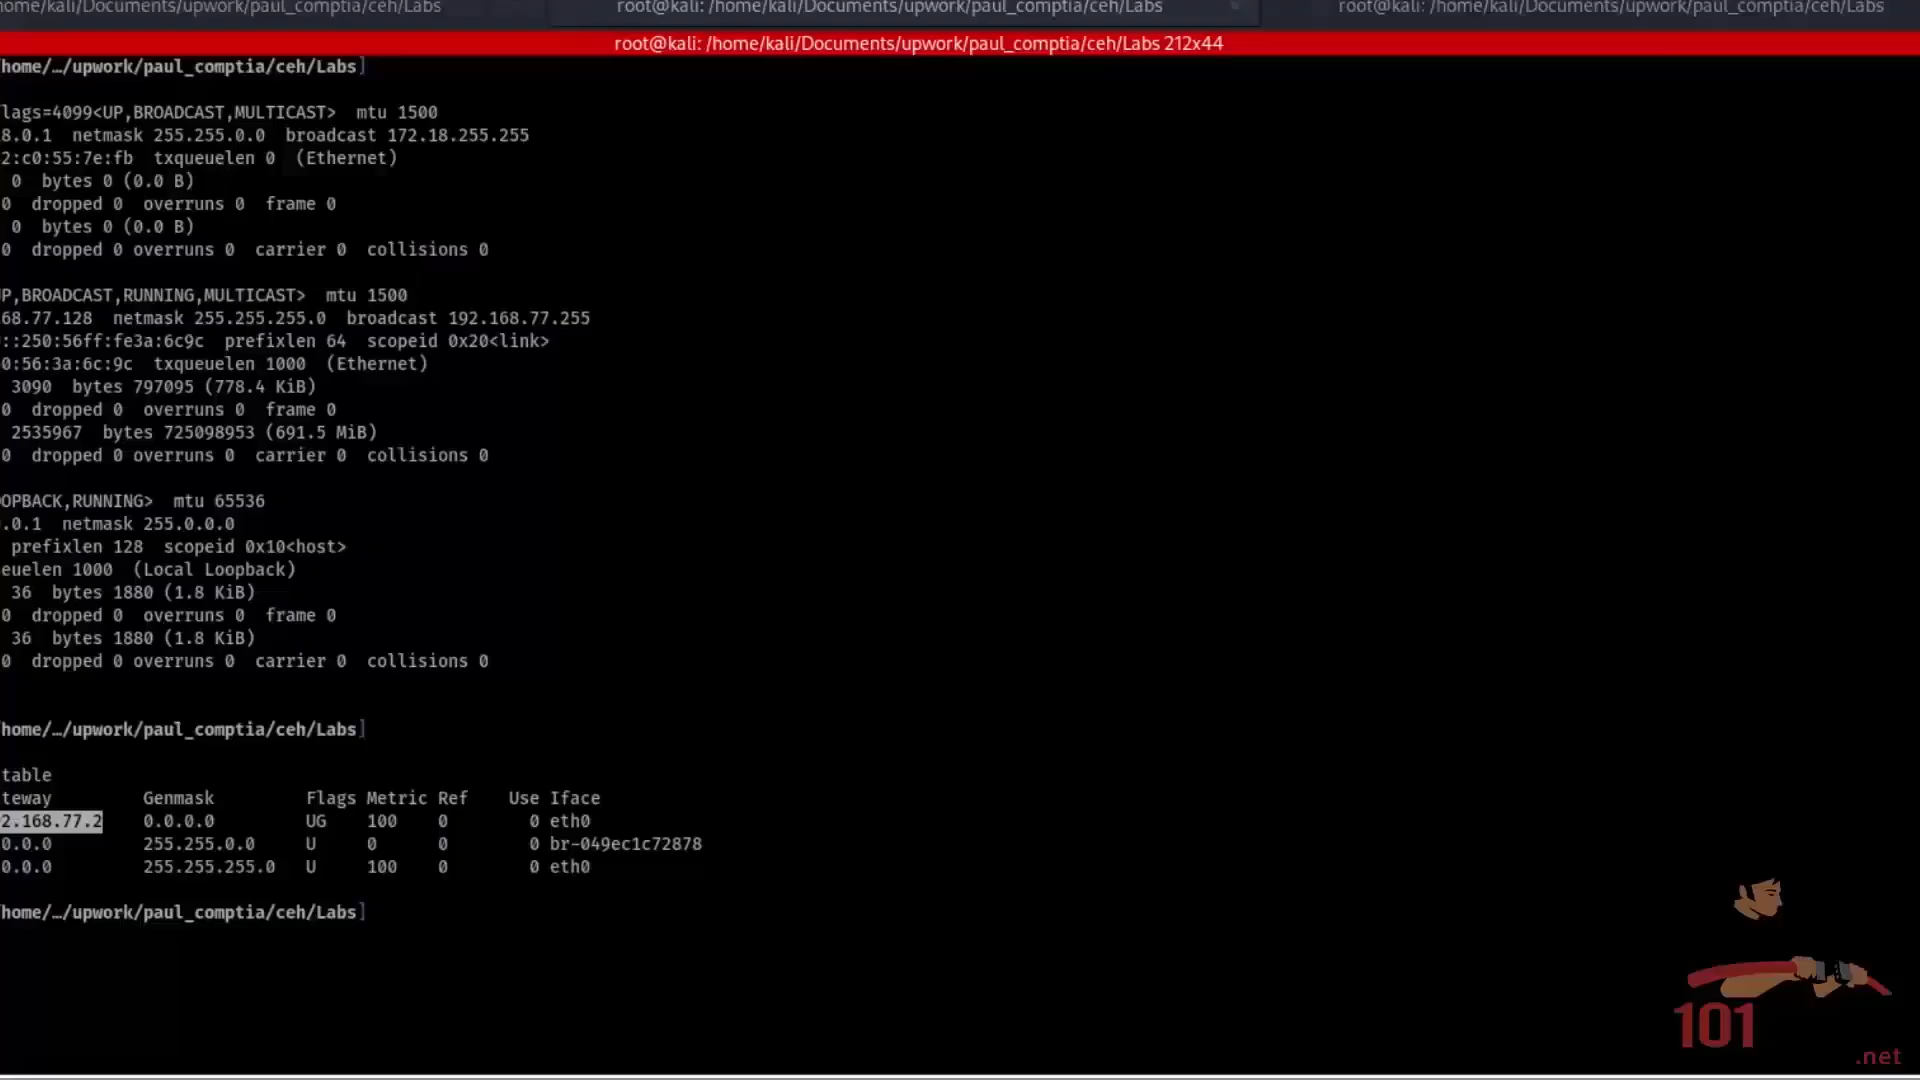 home/kali/Documents/upwork/paul_comptia/ceh/Labs root@kali: /home/kali/Documents/upwork/paul_comptia/ceh/Labs root@kali: /home/kali/Documents/upwork/paul_comptia/ceh/Labs
root@kali: /home/kali/Documents/upwork/paul_comptia/ceh/Labs 212x44
home/…/upwork/paul_comptia/ceh/Labs]
lags=4099<UP,BROADCAST,MULTICAST>  mtu 1500
8.0.1  netmask 255.255.0.0  broadcast 172.18.255.255
2:c0:55:7e:fb  txqueuelen 0  (Ethernet)
0  bytes 0 (0.0 B)
0  dropped 0  overruns 0  frame 0
0  bytes 0 (0.0 B)
0  dropped 0 overruns 0  carrier 0  collisions 0
P,BROADCAST,RUNNING,MULTICAST>  mtu 1500
68.77.128  netmask 255.255.255.0  broadcast 192.168.77.255
::250:56ff:fe3a:6c9c  prefixlen 64  scopeid 0x20<link>
0:56:3a:6c:9c  txqueuelen 1000  (Ethernet)
3090  bytes 797095 (778.4 KiB)
0  dropped 0  overruns 0  frame 0
2535967  bytes 725098953 (691.5 MiB)
0  dropped 0 overruns 0  carrier 0  collisions 0
OPBACK,RUNNING>  mtu 65536
.0.1  netmask 255.0.0.0
prefixlen 128  scopeid 0x10<host>
euelen 1000  (Local Loopback)
36  bytes 1880 (1.8 KiB)
0  dropped 0  overruns 0  frame 0
36  bytes 1880 (1.8 KiB)
0  dropped 0 overruns 0  carrier 0  collisions 0
home/…/upwork/paul_comptia/ceh/Labs]
table
teway         Genmask         Flags Metric Ref    Use Iface
2.168.77.2    0.0.0.0         UG    100    0        0 eth0
0.0.0         255.255.0.0     U     0      0        0 br-049ec1c72878
0.0.0         255.255.255.0   U     100    0        0 eth0
home/…/upwork/paul_comptia/ceh/Labs]
101
.net